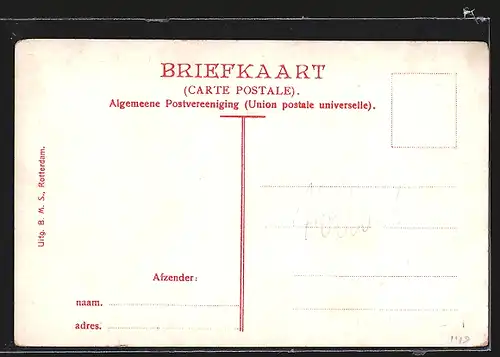 BRIEFKAART
(CARTE POSTALE).
Algemeene Postvereeniging (Union postale universelle).
Uitg. B. M. S., Rotterdam.
Afzender:
naam.
adres.